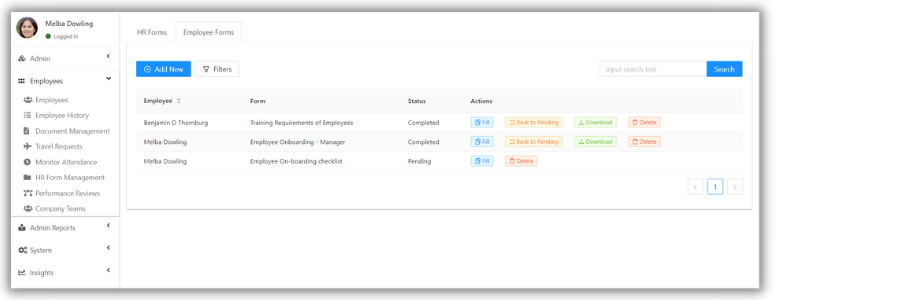 Melba Dowling
Logged In
Admin
Employees
Employees
Employee History
Document Management
Travel Requests
Monitor Attendance
HR Form Management
Performance Reviews
Company Teams
Admin Reports
System
Insights
HR Forms Employee Forms
Add New Filters Input search text Search
Employee Form Status Actions
Benjamin D Thornburg Training Requirements of Employees Completed Fill Back to Pending Download Delete
Melba Dowling Employee Onboarding - Manager Completed Fill Back to Pending Download Delete
Melba Dowling Employee On-boarding checklist Pending Fill Delete
< 1 >